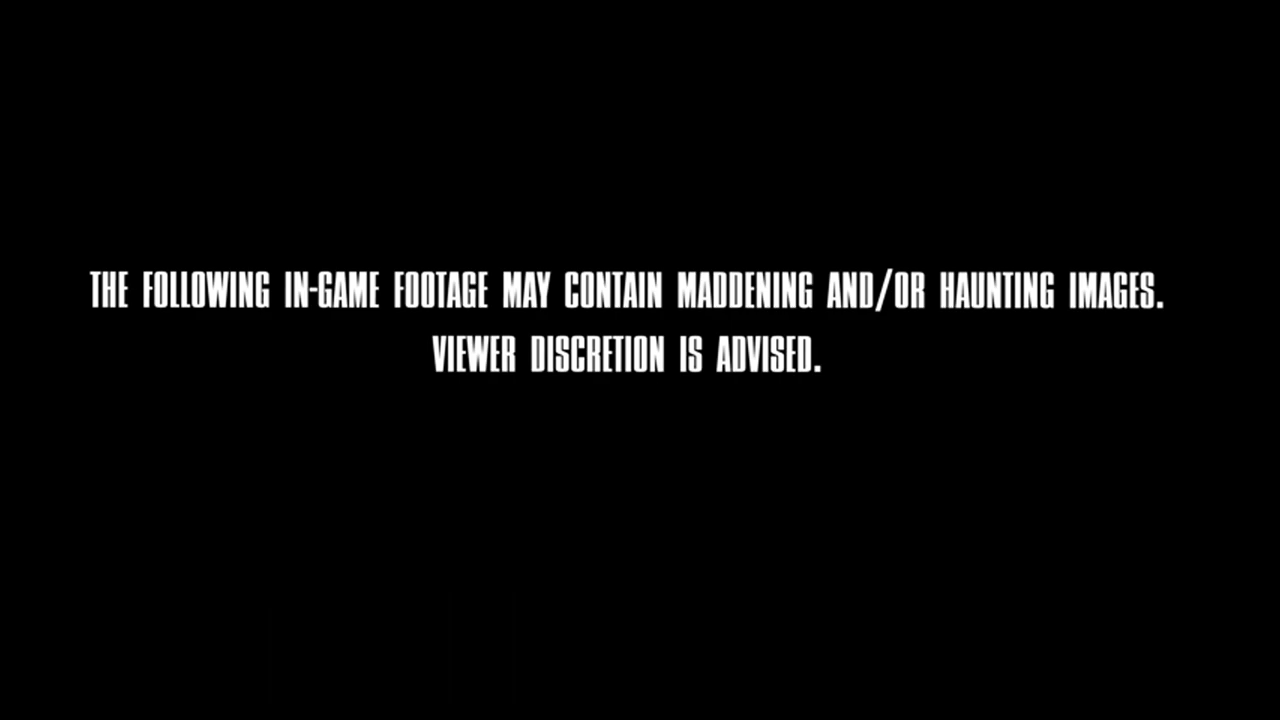 THE FOLLOWING IN-GAME FOOTAGE MAY CONTAIN MADDENING AND/OR HAUNTING IMAGES.
VIEWER DISCRETION IS ADVISED.